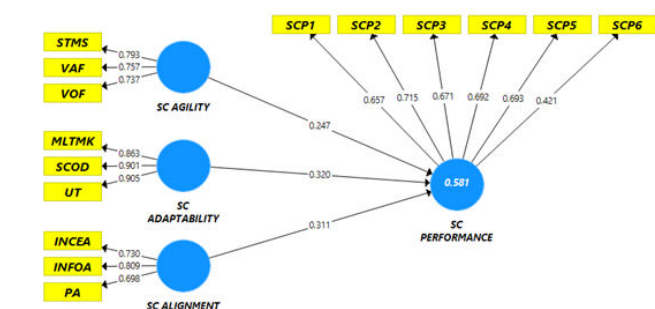 SCP1 SCP2 SCP3 SCP4 SCP5 SCP6
STMS
VAF
VOF
0.793
0.757
0.737
SC AGILITY
0.657
0.715
0.671
0.692
0.693
0.421
0.247
MLTMK
SCOD
UT
0.863
0.901
0.905
SC
ADAPTABILITY
0.320
0.581
SC
PERFORMANCE
0.311
INCEA
INFOA
PA
0.730
0.809
0.698
SC ALIGNMENT